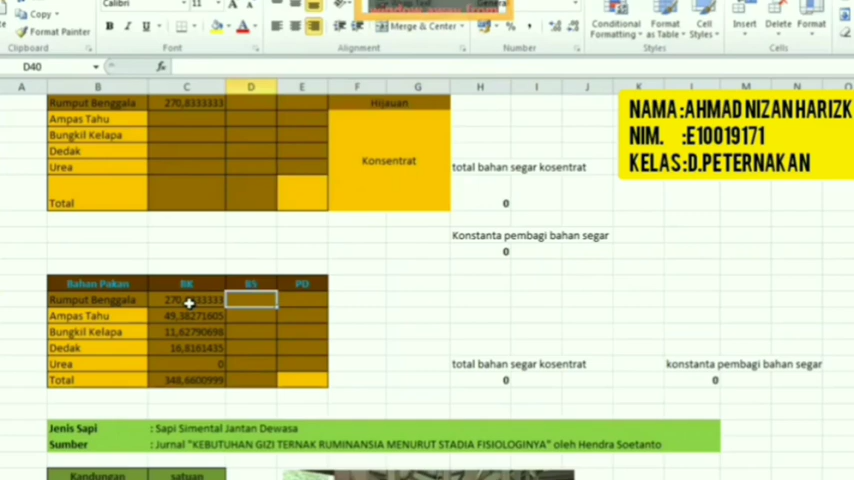 Copy
Format Painter
Clipboard
Calibri
11
B I U
Font
Alignment
Merge & Center
General
%
Number
Conditional Formatting
Format as Table
Cell Styles
Styles
Insert
Delete
Format
Cells
D40
fx
A B C D E F G H I J K L M N
Rumput Benggala 270,8333333 Hijauan
Ampas Tahu
Bungkil Kelapa
Dedak Konsentrat
Urea total bahan segar kosentrat
Total 0
Konstanta pembagi bahan segar
0
NAMA :AHMAD NIZAN HARIZK
NIM. :E10019171
KELAS :D.PETERNAKAN
Bahan Pakan BK BS PD
Rumput Benggala
Ampas Tahu 49,38271605
Bungkil Kelapa 11,62790698
Dedak 16,8161435
Urea 0 total bahan segar kosentrat konstanta pembagi bahan segar
Total 348,6600999 0 0
Jenis Sapi : Sapi Simental Jantan Dewasa
Sumber : Jurnal "KEBUTUHAN GIZI TERNAK RUMINANSIA MENURUT STADIA FISIOLOGINYA" oleh Hendra Soetanto
Kandungan satuan